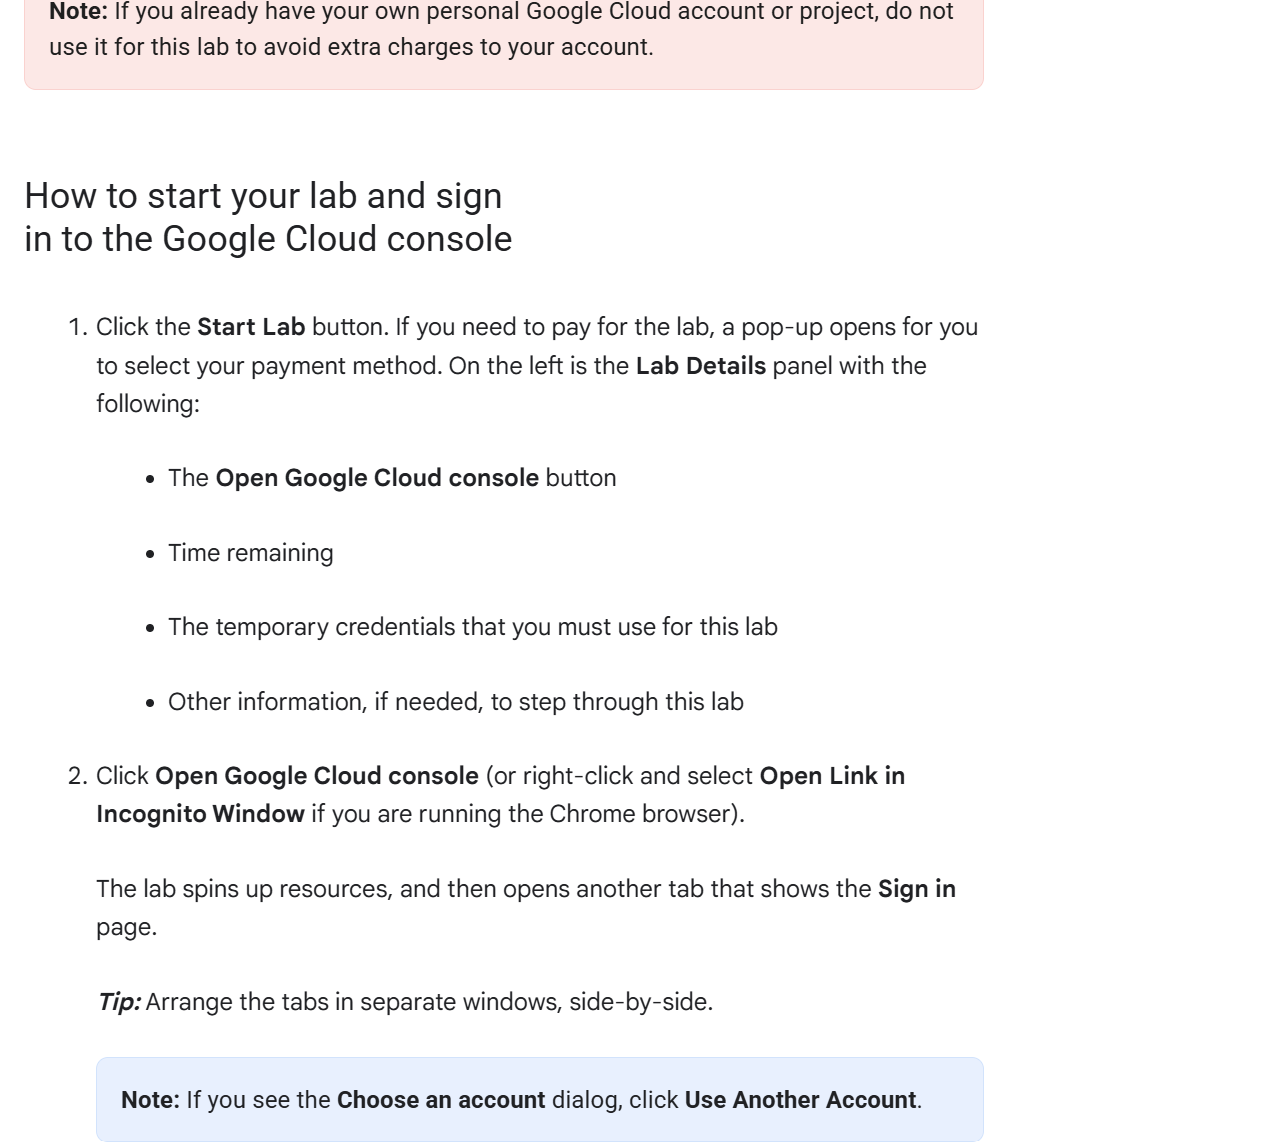 Note: If you already have your own personal Google Cloud account or project, do not
use it for this lab to avoid extra charges to your account.
How to start your lab and sign
in to the Google Cloud console
1. Click the Start Lab button. If you need to pay for the lab, a pop-up opens for you
to select your payment method. On the left is the Lab Details panel with the
following:
• The Open Google Cloud console button
• Time remaining
• The temporary credentials that you must use for this lab
• Other information, if needed, to step through this lab
2. Click Open Google Cloud console (or right-click and select Open Link in
Incognito Window if you are running the Chrome browser).
The lab spins up resources, and then opens another tab that shows the Sign in
page.
Tip: Arrange the tabs in separate windows, side-by-side.
Note: If you see the Choose an account dialog, click Use Another Account.